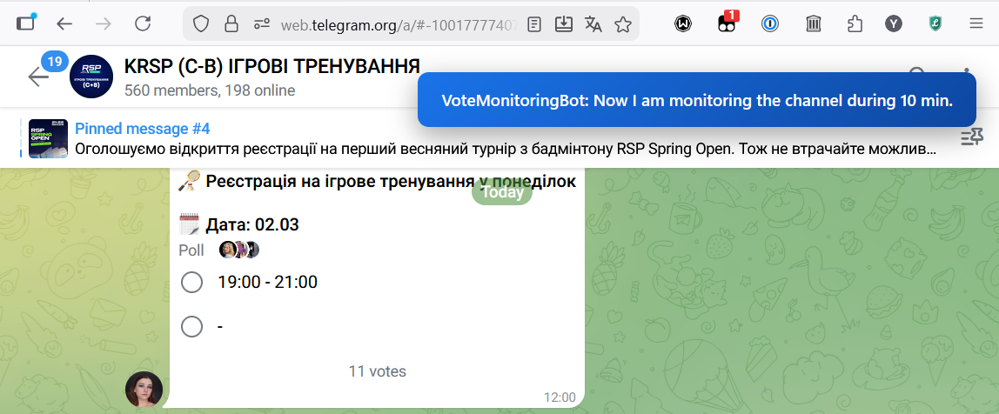 web.telegram.org/a/#-10017777407
1
19
RSP
ІГРОВІ ТРЕНУВАННЯ
(C+B)
KRSP (C-B) ІГРОВІ ТРЕНУВАННЯ
560 members, 198 online
VoteMonitoringBot: Now I am monitoring the channel during 10 min.
RSP
SPRING
OPEN
Pinned message #4
Оголошуємо відкриття реєстрації на перший весняний турнір з бадмінтону RSP Spring Open. Тож не втрачайте можлив...
Реєстрація на ігрове тренування у понеділок
Today
Дата: 02.03
Poll
19:00 - 21:00
-
11 votes
12:00